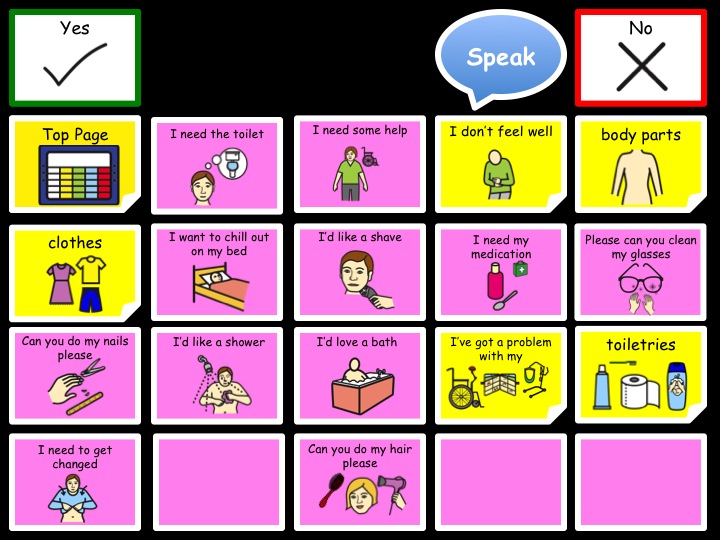 Yes
Speak
No
Top Page
I need the toilet
I need some help
I don't feel well
body parts
clothes
I want to chill out
on my bed
I'd like a shave
I need my
medication
Please can you clean
my glasses
Can you do my nails
please
I'd like a shower
I'd love a bath
I've got a problem
with my
toiletries
I need to get
changed
Can you do my hair
please